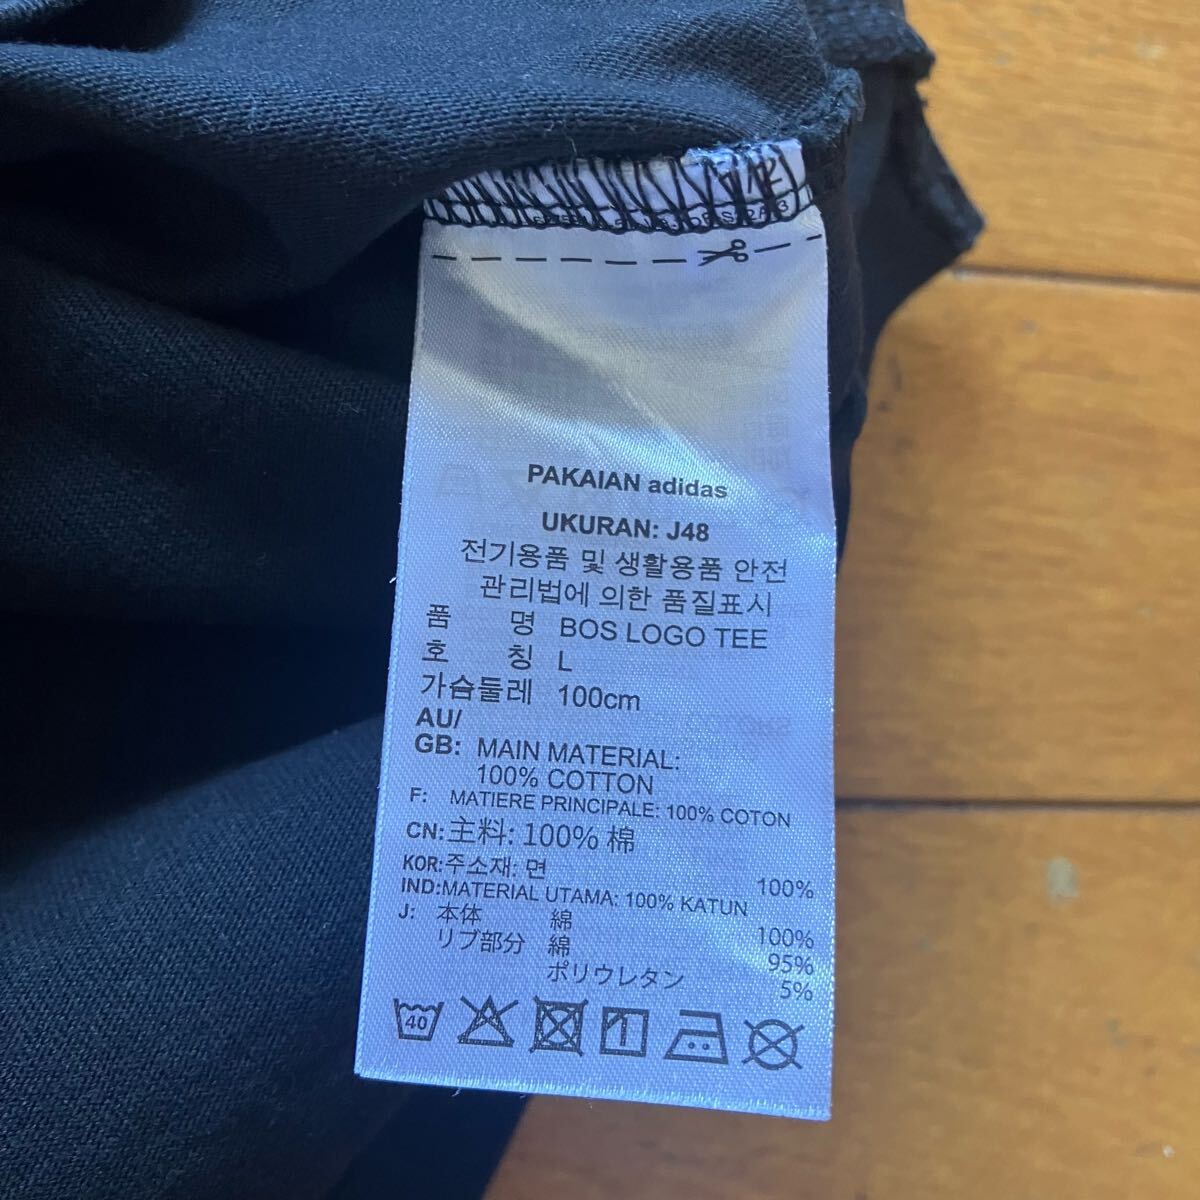 PAKAIAN adidas
UKURAN: J48
전기용품 및 생활용품 안전
관리법에 의한 품질표시
품 명 BOS LOGO TEE
호 칭 L
가슴둘레 100cm
AU/
GB: MAIN MATERIAL:
100% COTTON
F: MATIERE PRINCIPALE: 100% COTON
CN: 主料: 100% 棉
KOR: 주소재: 면 100%
IND: MATERIAL UTAMA: 100% KATUN
J: 本体 綿 100%
リブ部分 綿 95%
ポリウレタン 5%
40